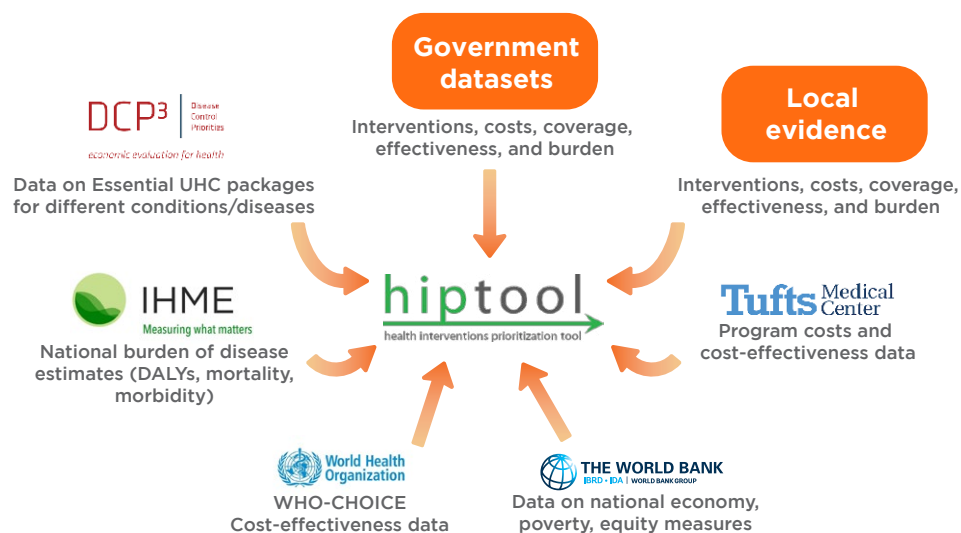 Government
datasets
Interventions, costs, coverage,
effectiveness, and burden
Local
evidence
Interventions, costs, coverage,
effectiveness, and burden
DCP3
Disease
Control
Priorities
economic evaluation for health
Data on Essential UHC packages
for different conditions/diseases
IHME
Measuring what matters
National burden of disease
estimates (DALYs, mortality,
morbidity)
hiptool
health interventions prioritization tool
Tufts Medical
Center
Program costs and
cost-effectiveness data
World Health
Organization
WHO-CHOICE
Cost-effectiveness data
THE WORLD BANK
IBRD • IDA | WORLD BANK GROUP
Data on national economy,
poverty, equity measures